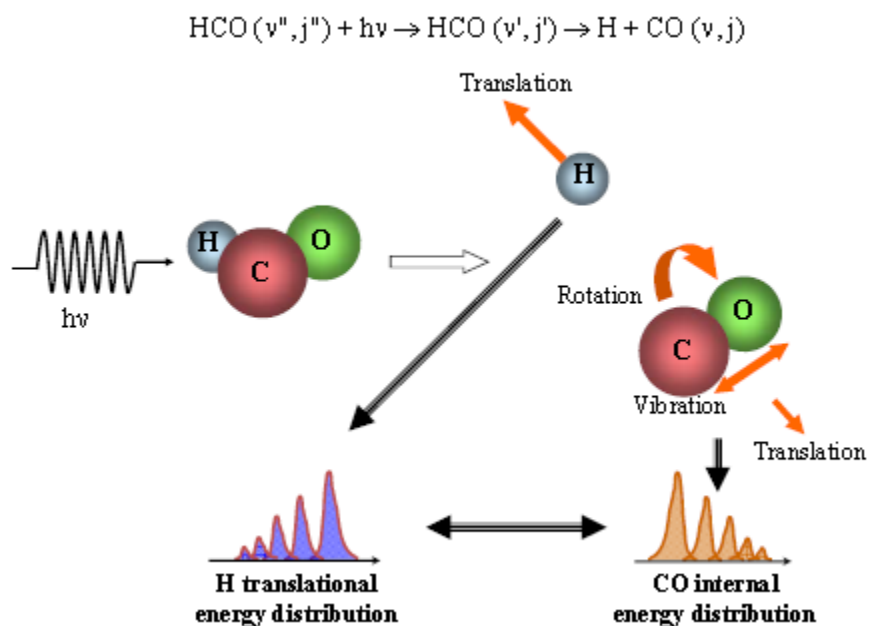 HCO (v", j") + hν → HCO (v', j') → H + CO (v, j)
Translation
H
H
C
O
hν
Rotation
O
C
Vibration
Translation
H translational
energy distribution
CO internal
energy distribution